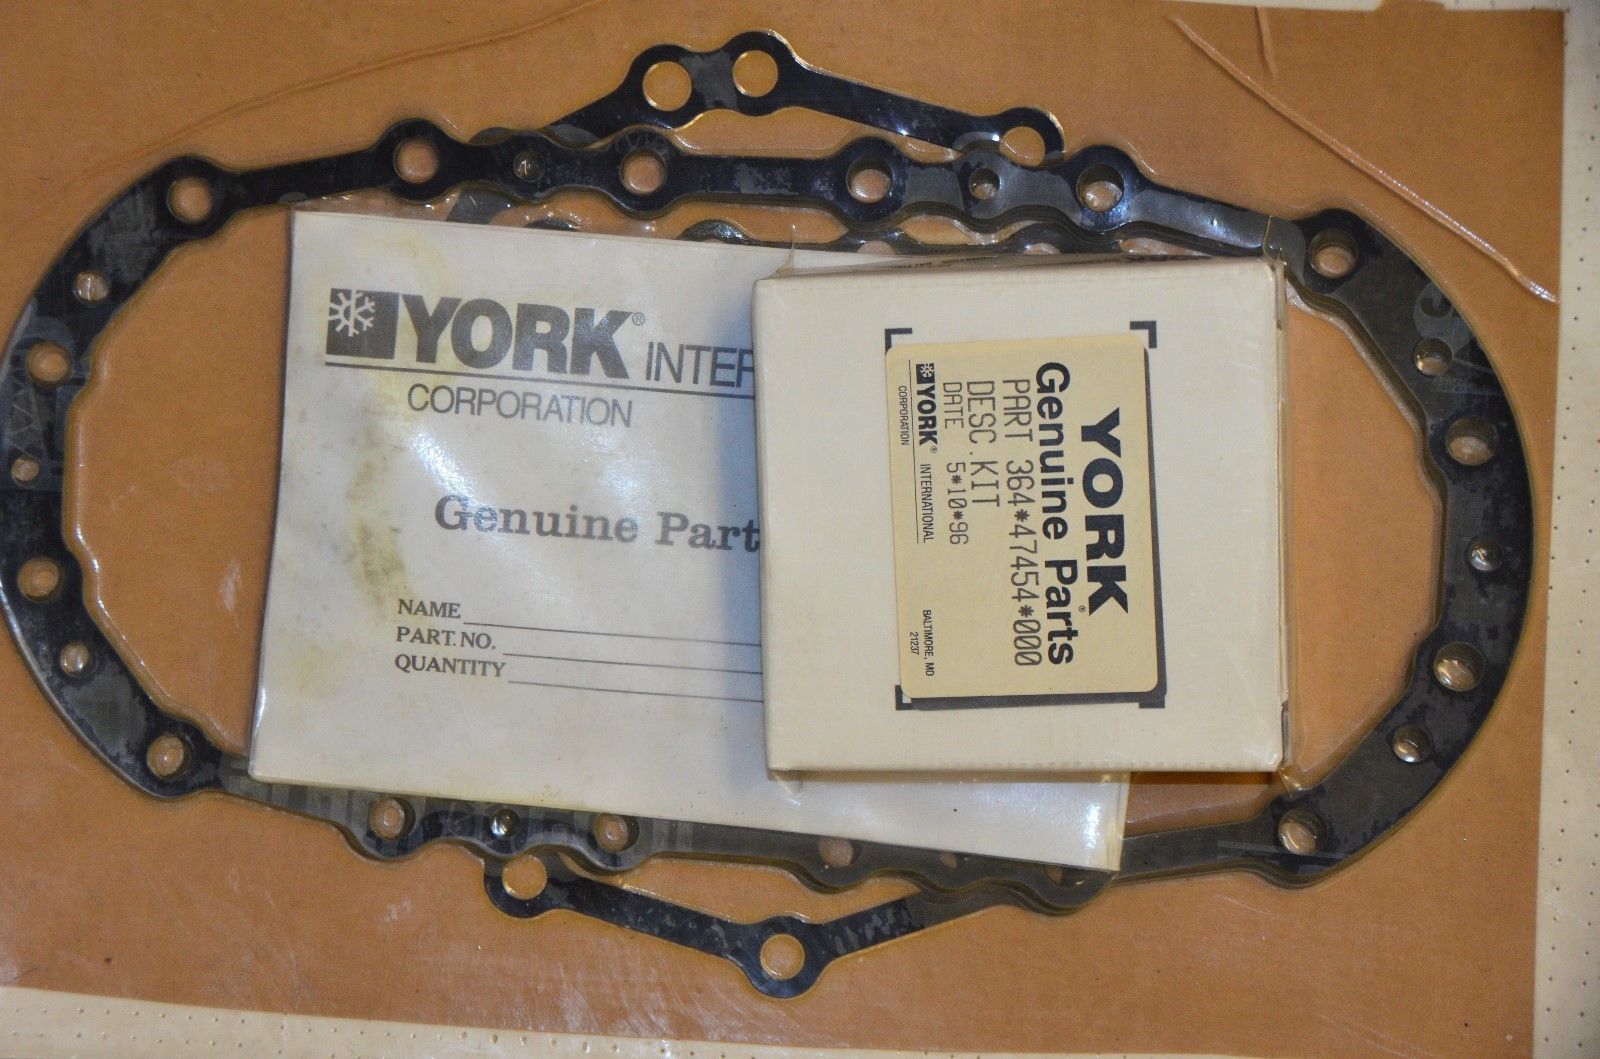 YORK® INTER
CORPORATION
Genuine Part
NAME
PART. NO.
QUANTITY
YORK
Genuine Parts®
PART 364*47454*000
DESC.KIT
DATE 5*10*96
YORK® INTERNATIONAL
CORPORATION
BALTIMORE, MD
21237